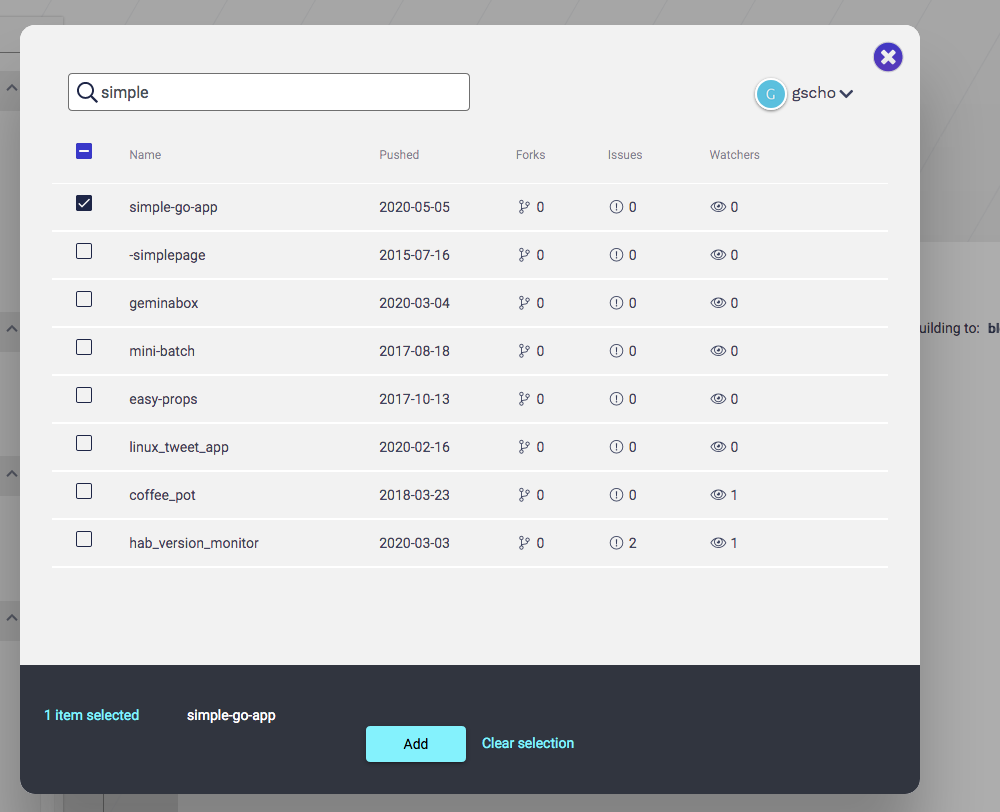 simple
G gscho
Name Pushed Forks Issues Watchers
simple-go-app 2020-05-05 0 0 0
-simplepage 2015-07-16 0 0 0
geminabox 2020-03-04 0 0 0
uilding to: bl
mini-batch 2017-08-18 0 0 0
easy-props 2017-10-13 0 0 0
linux_tweet_app 2020-02-16 0 0 0
coffee_pot 2018-03-23 0 0 1
hab_version_monitor 2020-03-03 0 2 1
1 item selected simple-go-app
Add Clear selection